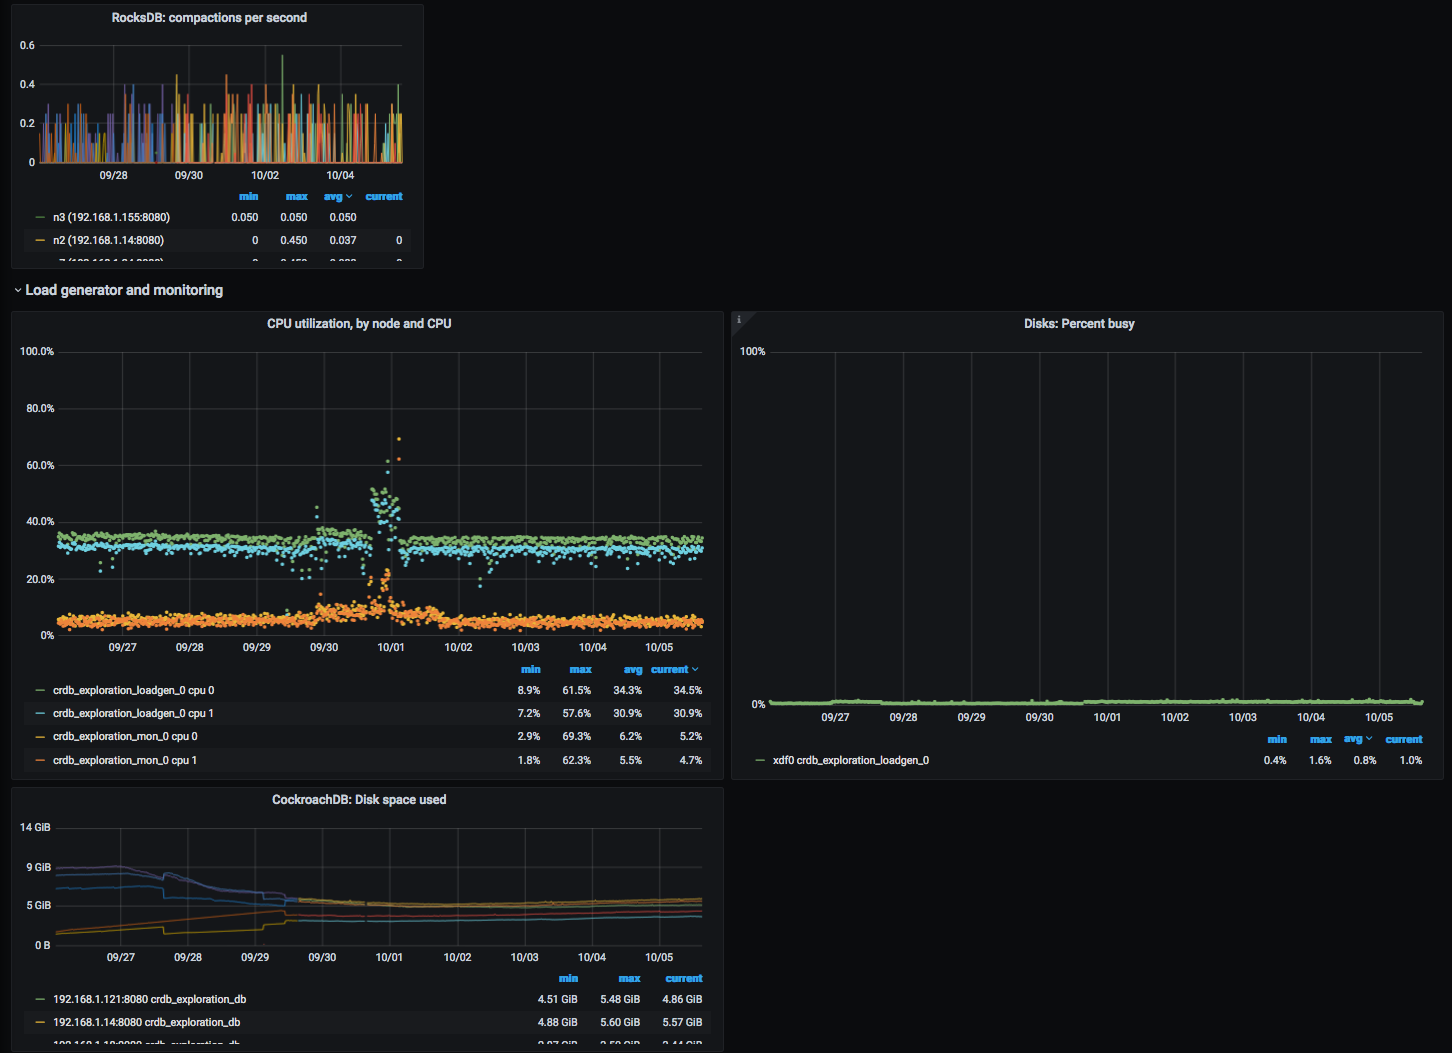 RocksDB: compactions per second
0.6
0.4
0.2
0
09/28 09/30 10/02 10/04
min max avg current
n3 (192.168.1.155:8080) 0.050 0.050 0.050
n2 (192.168.1.14:8080) 0 0.450 0.037 0
Load generator and monitoring
CPU utilization, by node and CPU
100.0%
80.0%
60.0%
40.0%
20.0%
0%
09/27 09/28 09/29 09/30 10/01 10/02 10/03 10/04 10/05
min max avg current
crdb_exploration_loadgen_0 cpu 0 8.9% 61.5% 34.3% 34.5%
crdb_exploration_loadgen_0 cpu 1 7.2% 57.6% 30.9% 30.9%
crdb_exploration_mon_0 cpu 0 2.9% 69.3% 6.2% 5.2%
crdb_exploration_mon_0 cpu 1 1.8% 62.3% 5.5% 4.7%
i
Disks: Percent busy
100%
0%
09/27 09/28 09/29 09/30 10/01 10/02 10/03 10/04 10/05
min max avg current
xdf0 crdb_exploration_loadgen_0 0.4% 1.6% 0.8% 1.0%
CockroachDB: Disk space used
14 GiB
9 GiB
5 GiB
0 B
09/27 09/28 09/29 09/30 10/01 10/02 10/03 10/04 10/05
min max current
192.168.1.121:8080 crdb_exploration_db 4.51 GiB 5.48 GiB 4.86 GiB
192.168.1.14:8080 crdb_exploration_db 4.88 GiB 5.60 GiB 5.57 GiB